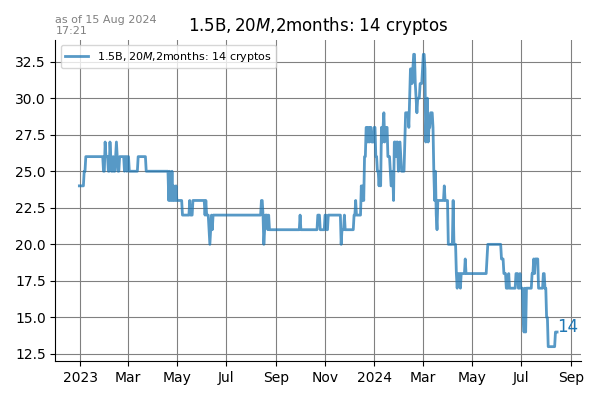 as of 15 Aug 2024
17:21
1.5B, 20M,2months: 14 cryptos
1.5B, 20M,2months: 14 cryptos
32.5
30.0
27.5
25.0
22.5
20.0
17.5
15.0
12.5
14
2023 Mar May Jul Sep Nov 2024 Mar May Jul Sep